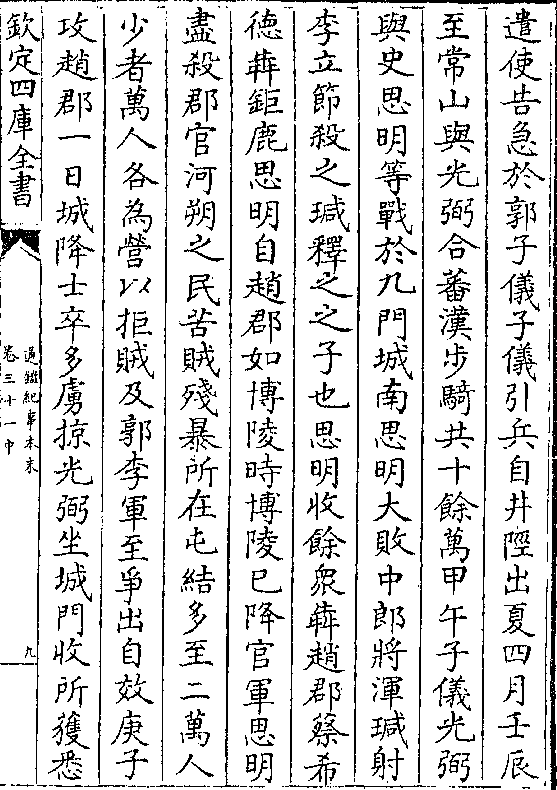 遣使告急於郭子儀子儀引兵自井陘出夏四月壬辰
至常山與光弼合蕃漢步騎共十餘萬甲午子儀光弼
與史思明等戰於九門城南思明大敗中郎將渾瑊射
李立節殺之瑊釋之之子也思明收餘衆犇趙郡蔡希
德犇鉅鹿思明自趙郡如博陵時博陵已降官軍思明
盡殺郡官河朔之民苦賊殘暴所在屯結多至二萬人
少者萬人各為營以拒賊及郭李軍至爭出自效庚子
攻趙郡一日城降士卒多虜掠光弼坐城門收所獲悉
欽定四庫全書
通鑑紀事本末
卷三十一中
九